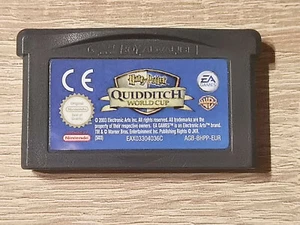 CE
Harry Potter
QUIDDITCH
WORLD CUP
EA GAMES
WB
Nintendo
© 2003 Electronic Arts Inc. All rights reserved. All trademarks are the
property of their respective owners. EA GAMES™ is an Electronic Arts™ brand.
TM & © Warner Bros. Entertainment Inc. Publishing Rights © JKR.
EAX03304036C
AGB-BHPP-EUR